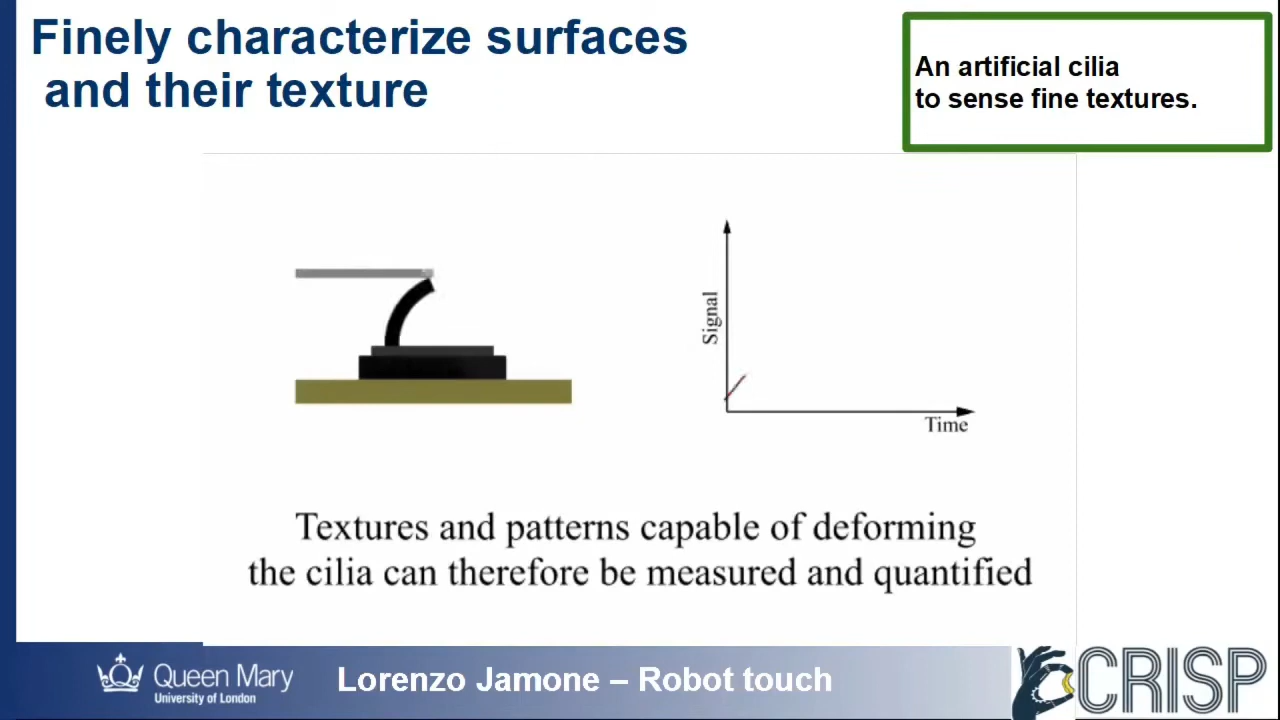 Finely characterize surfaces
and their texture
An artificial cilia
to sense fine textures.
Signal
Time
Textures and patterns capable of deforming
the cilia can therefore be measured and quantified
Queen Mary
University of London
Lorenzo Jamone – Robot touch
CRISP